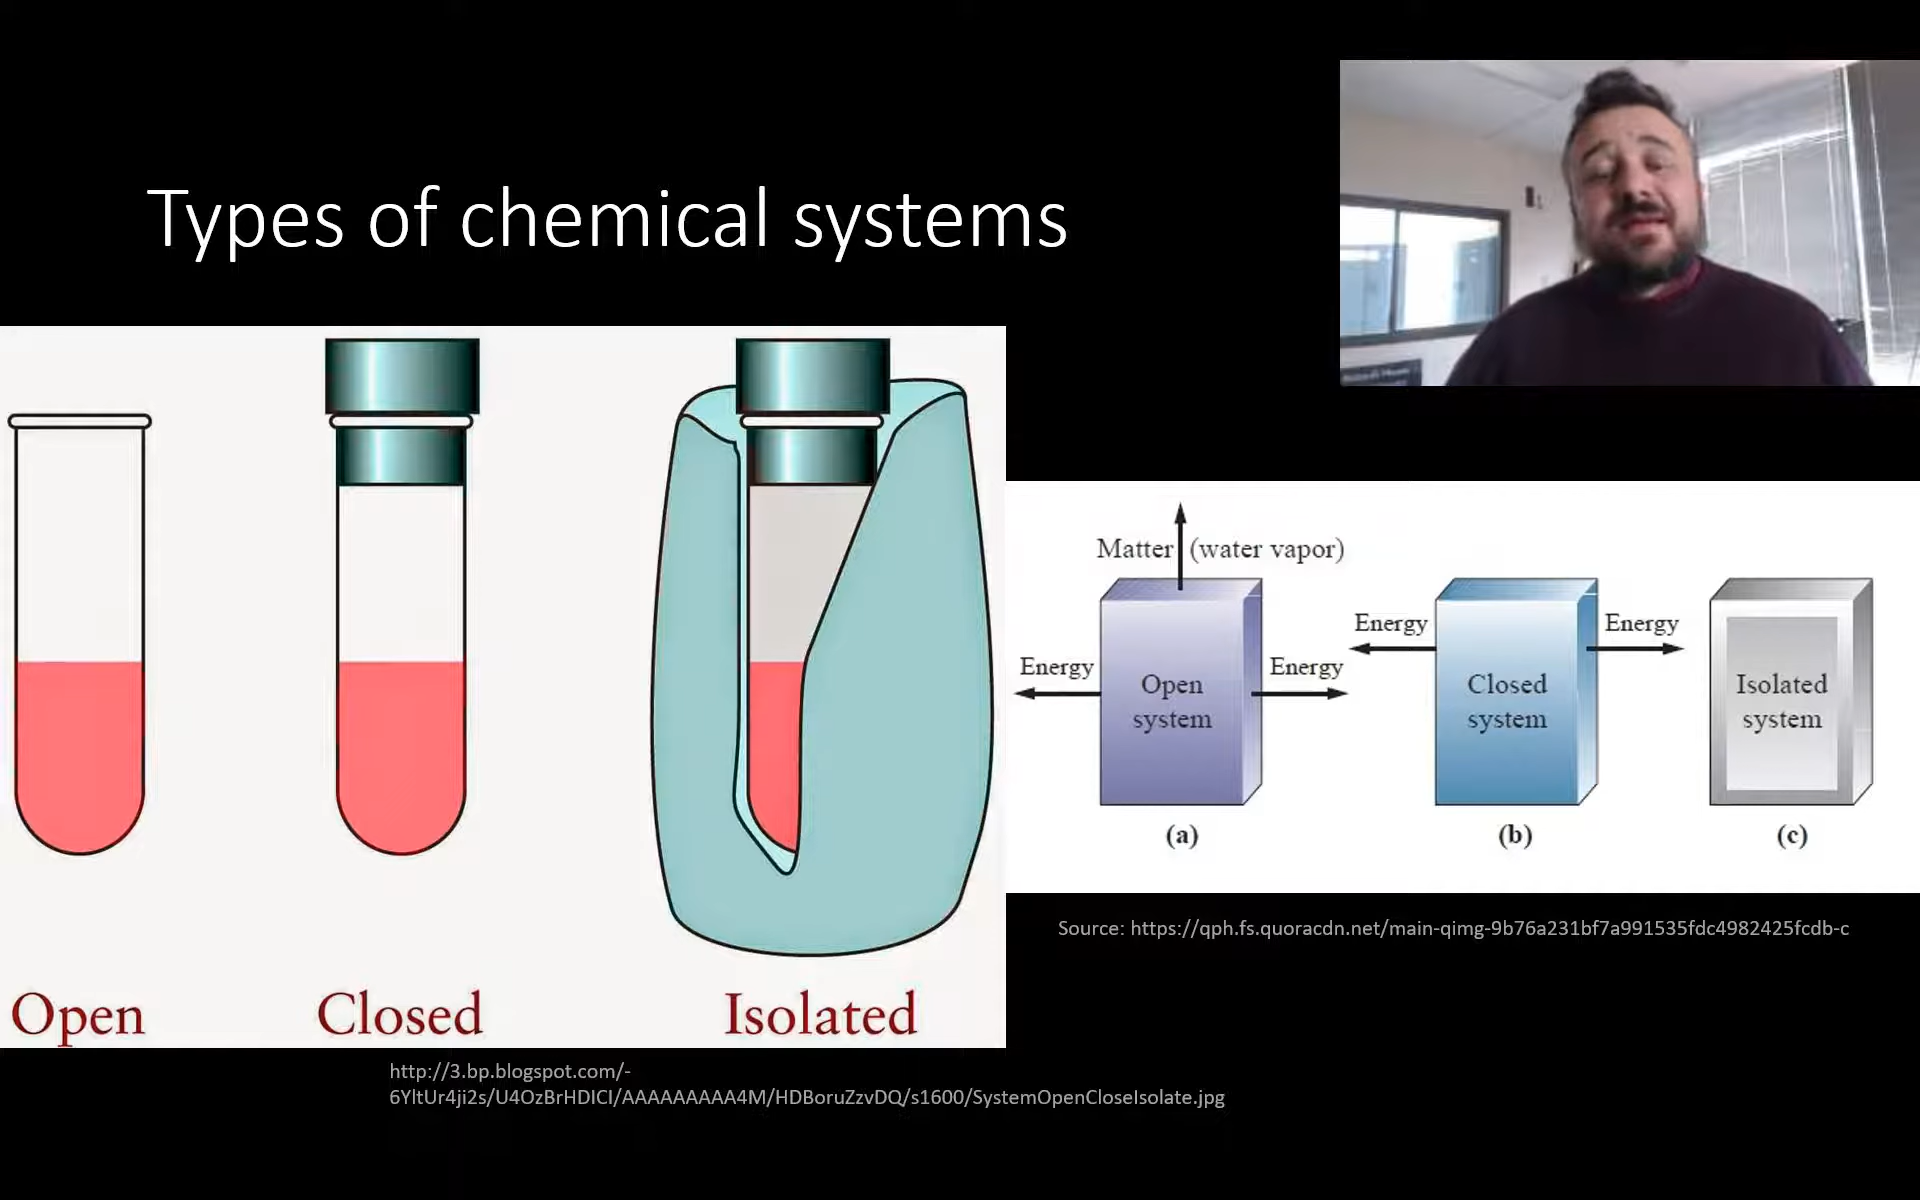 Types of chemical systems
Open
Closed
Isolated
http://3.bp.blogspot.com/-
6YltUr4ji2s/U4OzBrHDICI/AAAAAAAAA4M/HDBoruZzvDQ/s1600/SystemOpenCloseIsolate.jpg
Matter (water vapor)
Energy
Energy
Open
system
(a)
Energy
Energy
Closed
system
(b)
Isolated
system
(c)
Source: https://qph.fs.quoracdn.net/main-qimg-9b76a231bf7a991535fdc4982425fcdb-c